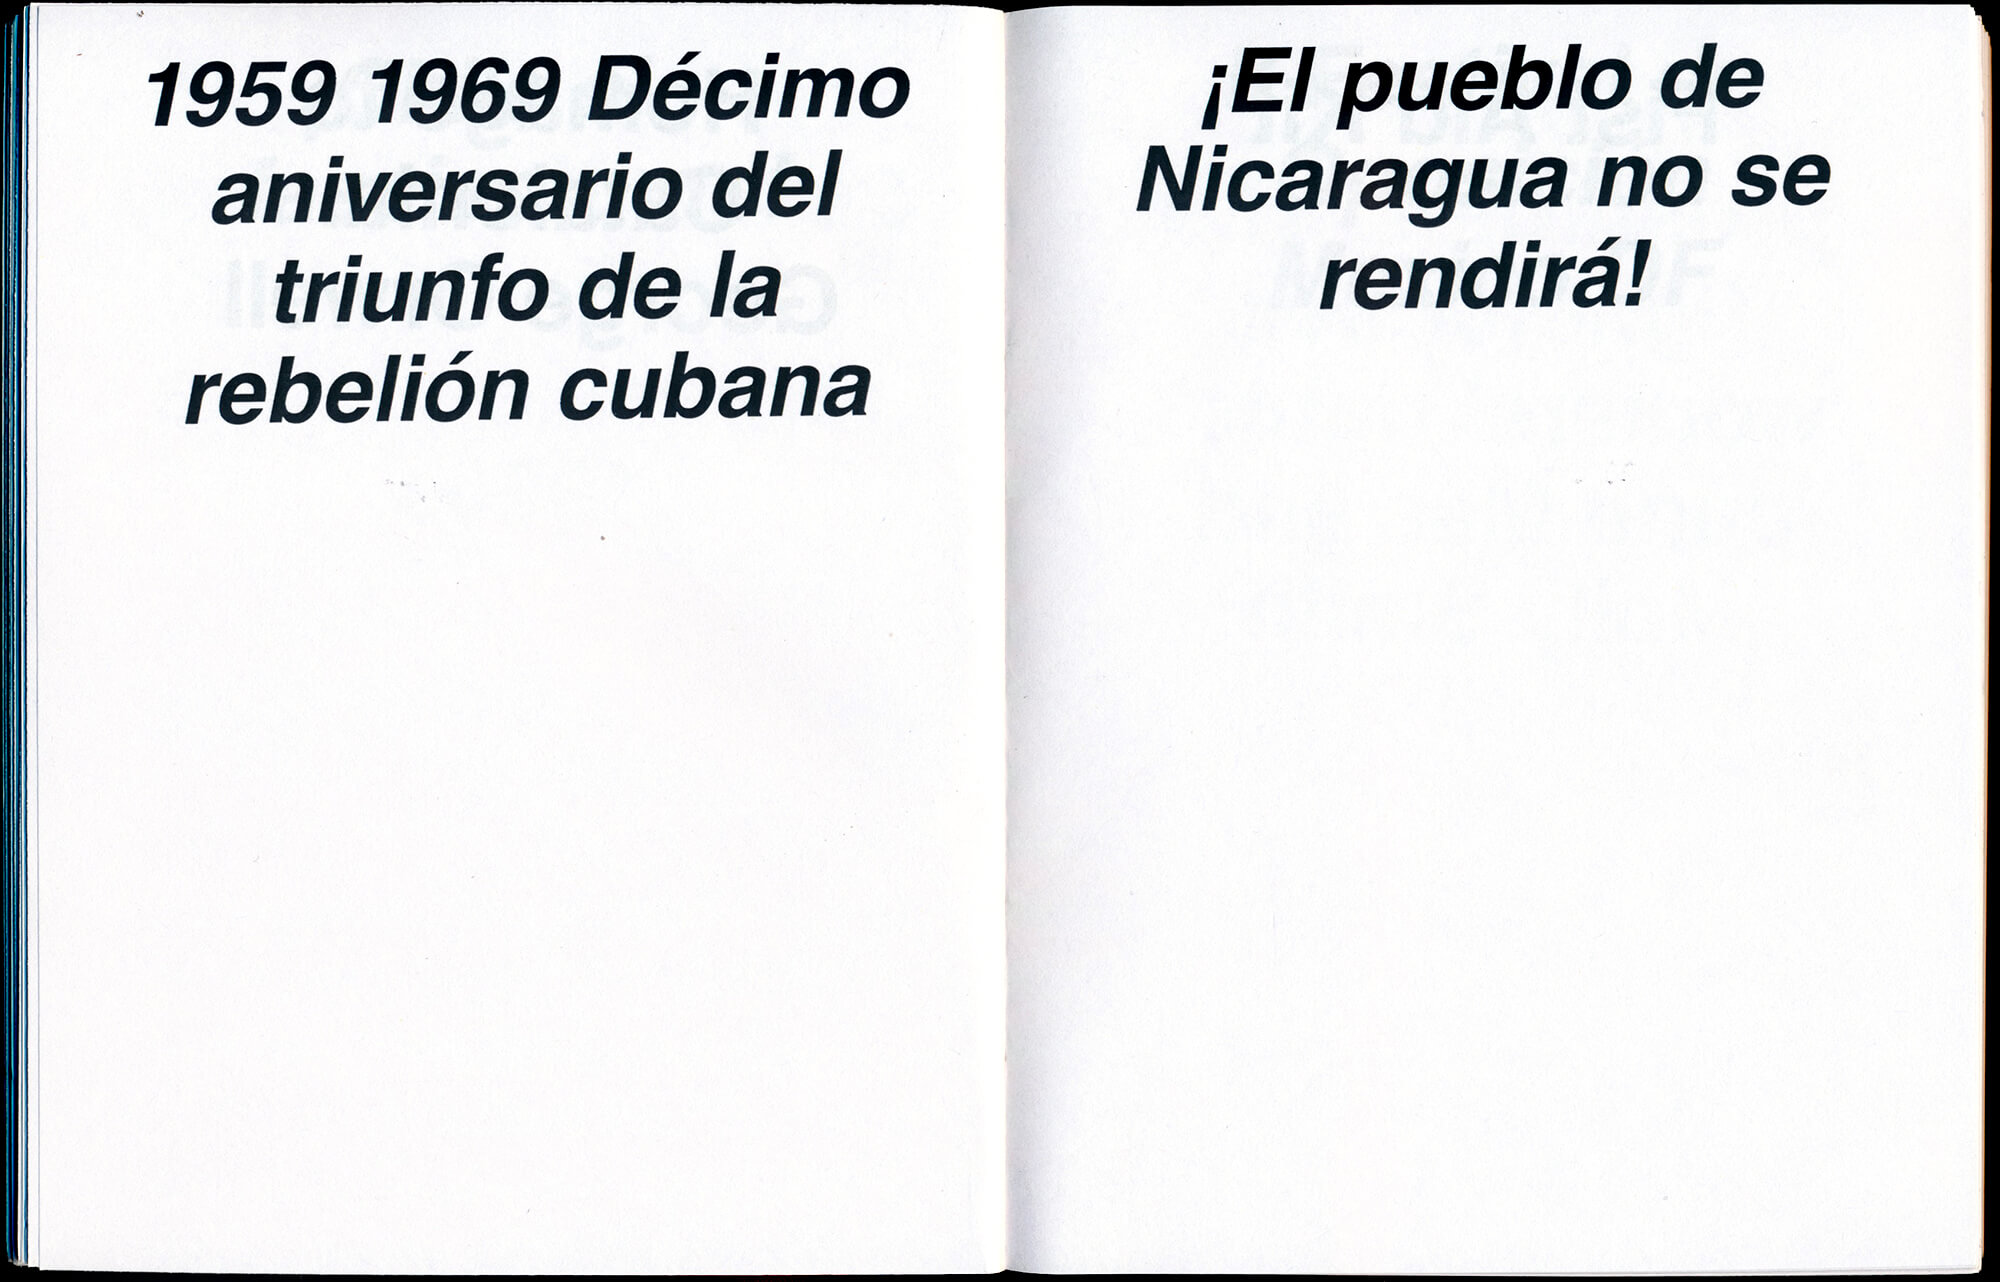 1959 1969 Décimo
aniversario del
triunfo de la
rebelión cubana
¡El pueblo de
Nicaragua no se
rendirá!